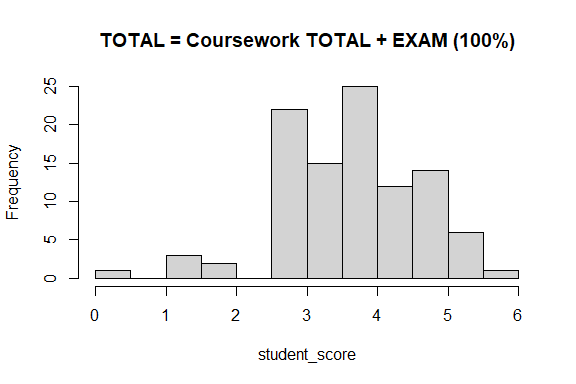 TOTAL = Coursework TOTAL + EXAM (100%)
Frequency
25
20
15
10
5
0
0 1 2 3 4 5 6
student_score